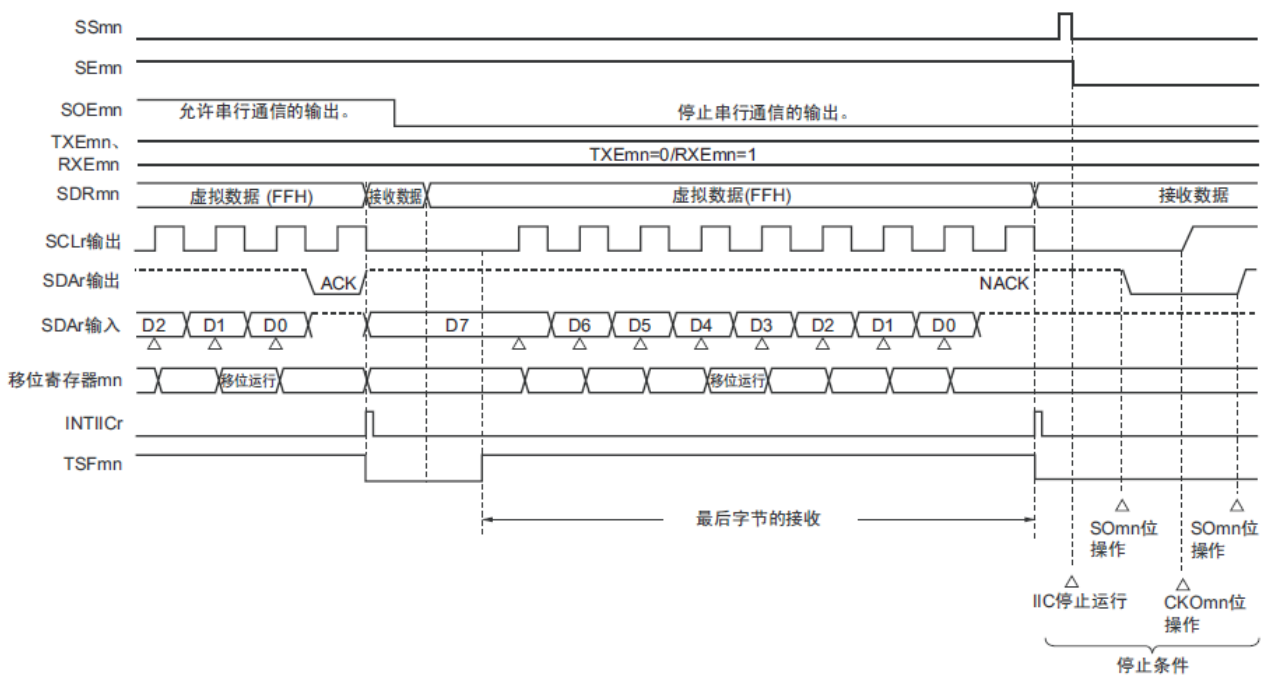 SSmn
SEmn
SOEmn 允许串行通信的输出。 停止串行通信的输出。
TXEmn、
RXEmn TXEmn=0/RXEmn=1
SDRmn 虚拟数据 (FFH) 接收数据 虚拟数据(FFH) 接收数据
SCLr输出
SDAr输出 ACK NACK
SDAr输入 D2 D1 D0 D7 D6 D5 D4 D3 D2 D1 D0
移位寄存器mn 移位运行 移位运行
INTIICr
TSFmn
最后字节的接收
SOmn位 SOmn位
操作 操作
IIC停止运行 CKOmn位
操作
停止条件